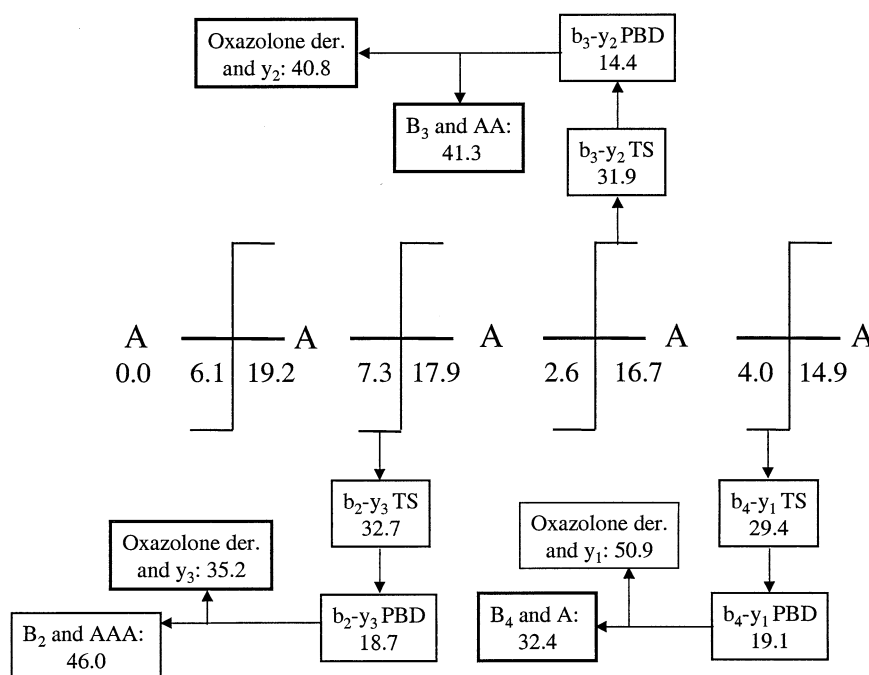 Oxazolone der.
and y₂: 40.8
b₃-y₂ PBD
14.4
B₃ and AA:
41.3
b₃-y₂ TS
31.9
A A A A A
0.0 6.1 19.2 7.3 17.9 2.6 16.7 4.0 14.9
b₂-y₃ TS
32.7
b₄-y₁ TS
29.4
Oxazolone der.
and y₃: 35.2
Oxazolone der.
and y₁: 50.9
B₂ and AAA:
46.0
b₂-y₃ PBD
18.7
B₄ and A:
32.4
b₄-y₁ PBD
19.1